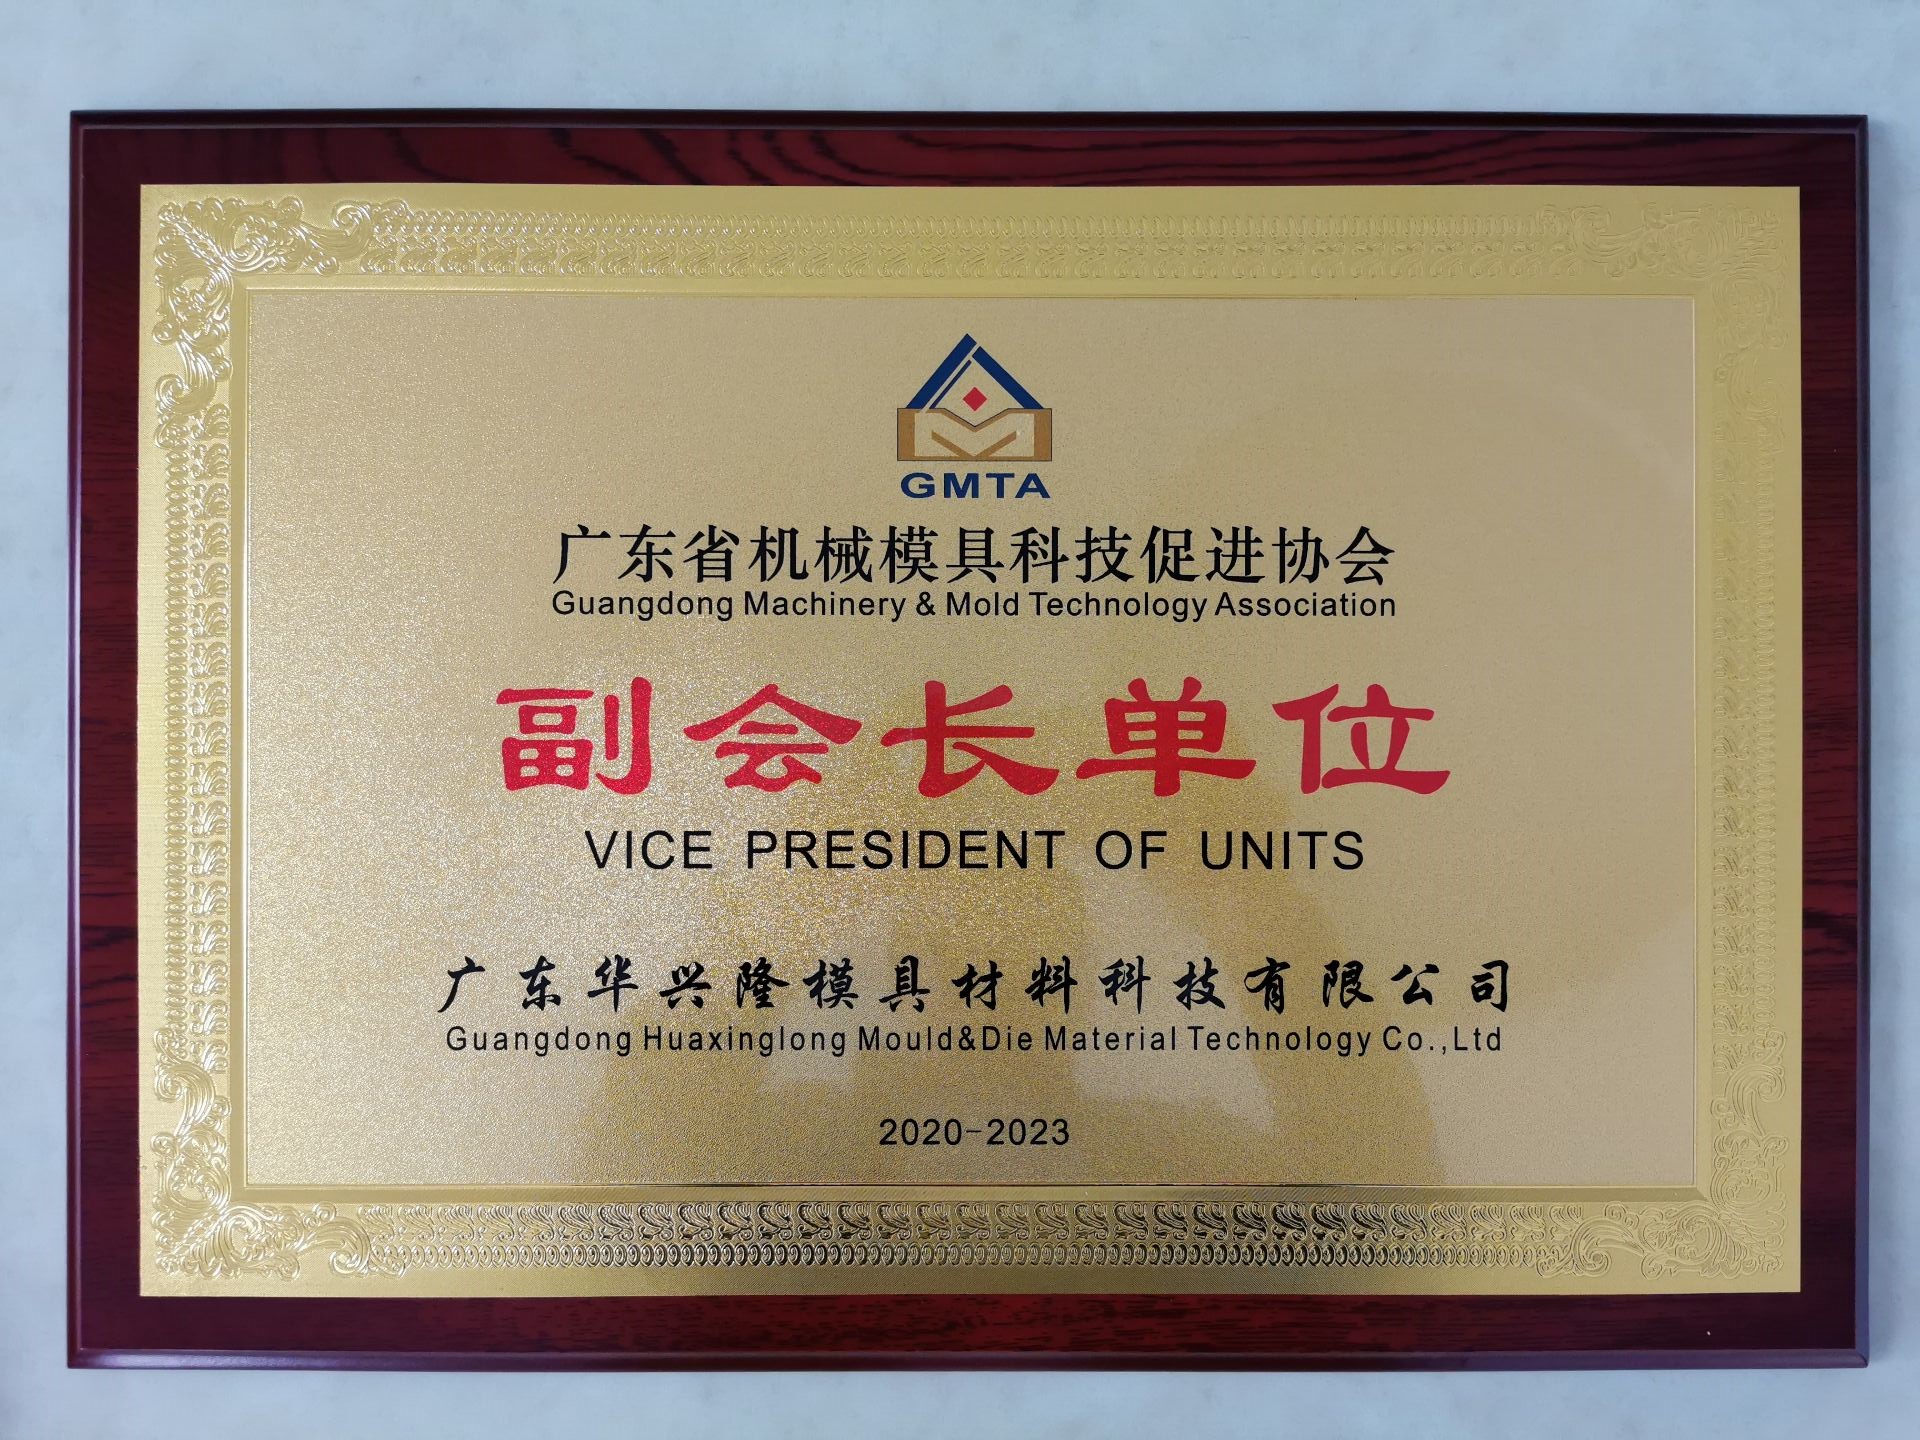 GMTA
广东省机械模具科技促进协会
Guangdong Machinery & Mold Technology Association
副会长单位
VICE PRESIDENT OF UNITS
广东华兴隆模具材料科技有限公司
Guangdong Huaxinglong Mould&Die Material Technology Co.,Ltd
2020-2023